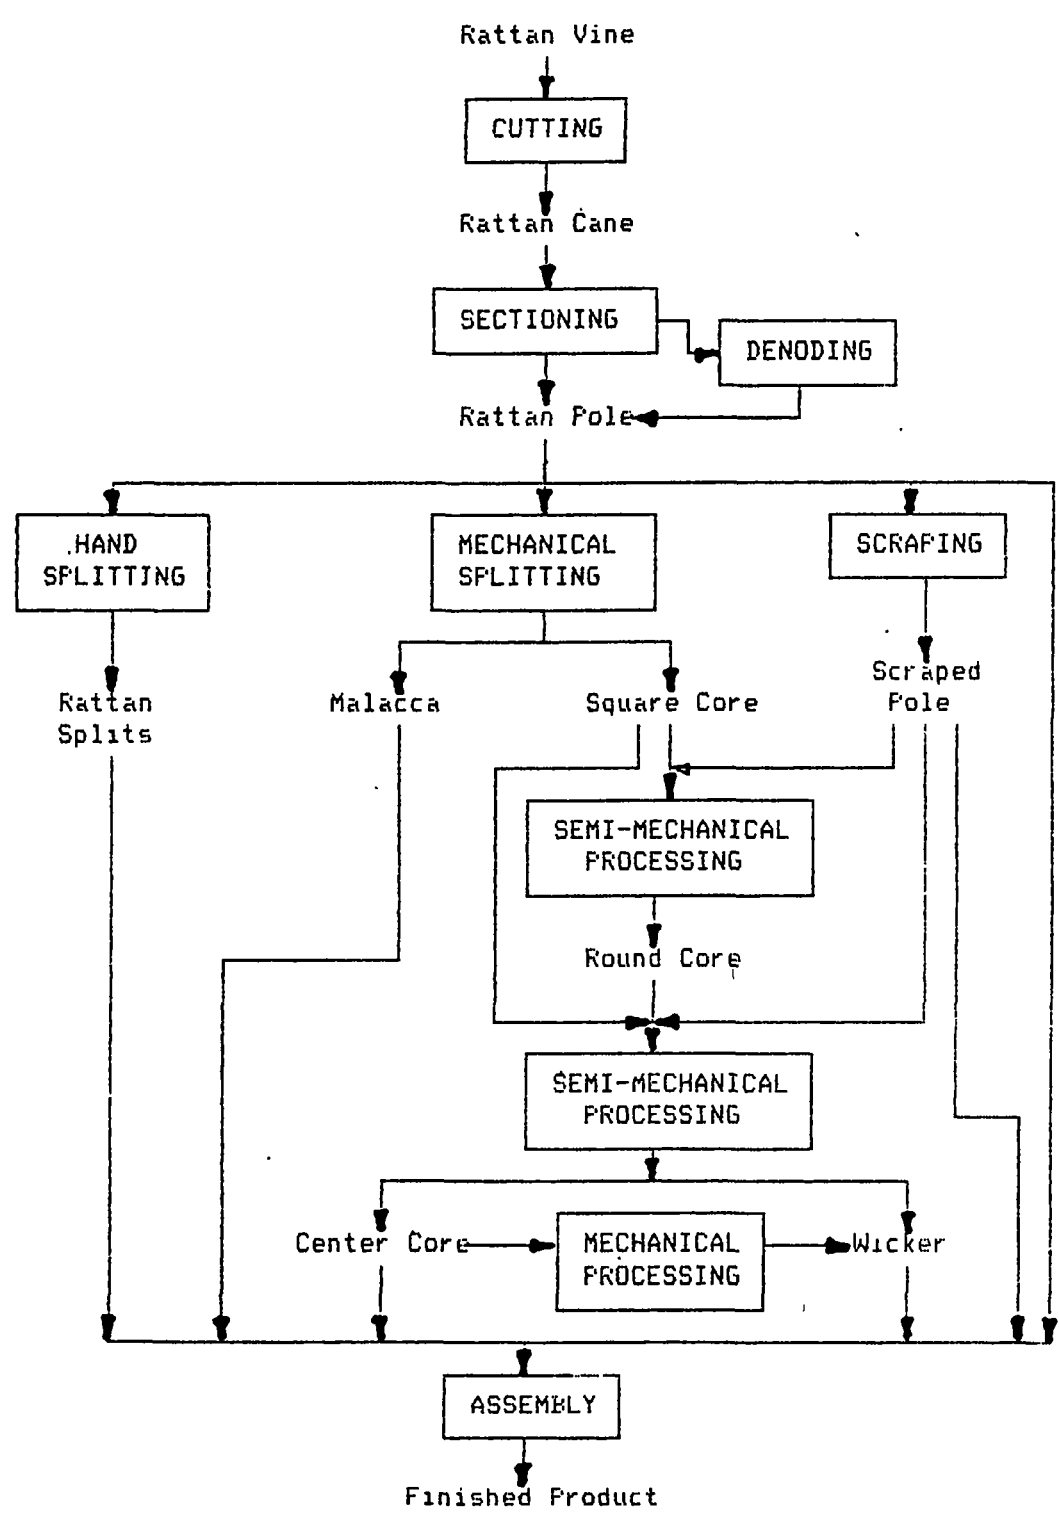 Rattan Vine
CUTTING
Rattan Cane
SECTIONING
DENODING
Rattan Pole
HAND
SPLITTING
MECHANICAL
SPLITTING
SCRAPING
Rattan
Splits
Malacca
Square Core
Scraped
Pole
SEMI-MECHANICAL
PROCESSING
Round Core
SEMI-MECHANICAL
PROCESSING
Center Core
MECHANICAL
PROCESSING
Wicker
ASSEMBLY
Finished Product